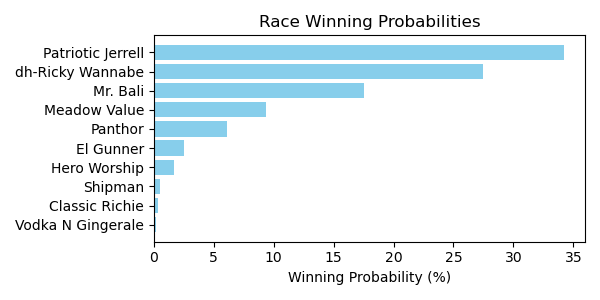 Race Winning Probabilities
Patriotic Jerrell
dh-Ricky Wannabe
Mr. Bali
Meadow Value
Panthor
El Gunner
Hero Worship
Shipman
Classic Richie
Vodka N Gingerale
0 5 10 15 20 25 30 35
Winning Probability (%)